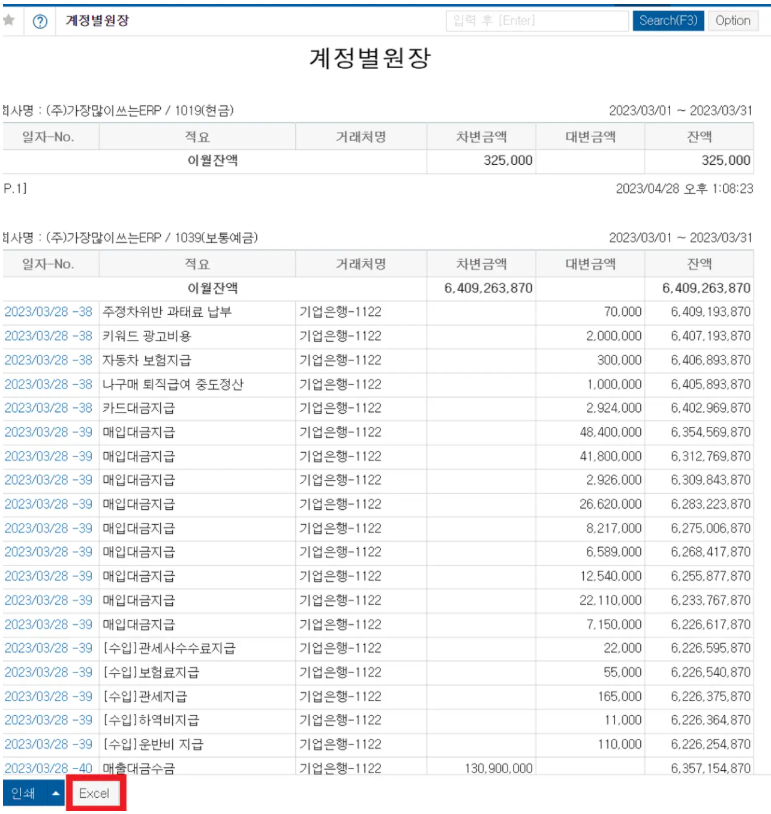 계정별원장
입력 후 [Enter]
Search(F3)
Option
계정별원장
회사명 : (주)가장많이쓰는ERP / 1019(현금) 2023/03/01 ~ 2023/03/31
일자-No. 적요 거래처명 차변금액 대변금액 잔액
이월잔액 325,000 325,000
P.1] 2023/04/28 오후 1:08:23
회사명 : (주)가장많이쓰는ERP / 1039(보통예금) 2023/03/01 ~ 2023/03/31
일자-No. 적요 거래처명 차변금액 대변금액 잔액
이월잔액 6,409,263,870 6,409,263,870
2023/03/28 -38 주정차위반 과태료 납부 기업은행-1122 70,000 6,409,193,870
2023/03/28 -38 키워드 광고비용 기업은행-1122 2,000,000 6,407,193,870
2023/03/28 -38 자동차 보험지급 기업은행-1122 300,000 6,406,893,870
2023/03/28 -38 나구매 퇴직급여 중도정산 기업은행-1122 1,000,000 6,405,893,870
2023/03/28 -38 카드대금지급 기업은행-1122 2,924,000 6,402,969,870
2023/03/28 -39 매입대금지급 기업은행-1122 48,400,000 6,354,569,870
2023/03/28 -39 매입대금지급 기업은행-1122 41,800,000 6,312,769,870
2023/03/28 -39 매입대금지급 기업은행-1122 2,926,000 6,309,843,870
2023/03/28 -39 매입대금지급 기업은행-1122 26,620,000 6,283,223,870
2023/03/28 -39 매입대금지급 기업은행-1122 8,217,000 6,275,006,870
2023/03/28 -39 매입대금지급 기업은행-1122 6,589,000 6,268,417,870
2023/03/28 -39 매입대금지급 기업은행-1122 12,540,000 6,255,877,870
2023/03/28 -39 매입대금지급 기업은행-1122 22,110,000 6,233,767,870
2023/03/28 -39 매입대금지급 기업은행-1122 7,150,000 6,226,617,870
2023/03/28 -39 [수입]관세사수수료지급 기업은행-1122 22,000 6,226,595,870
2023/03/28 -39 [수입]보험료지급 기업은행-1122 55,000 6,226,540,870
2023/03/28 -39 [수입]관세지급 기업은행-1122 165,000 6,226,375,870
2023/03/28 -39 [수입]하역비지급 기업은행-1122 11,000 6,226,364,870
2023/03/28 -39 [수입]운반비 지급 기업은행-1122 110,000 6,226,254,870
2023/03/28 -40 매출대금수금 기업은행-1122 130,900,000 6,357,154,870
인쇄
Excel